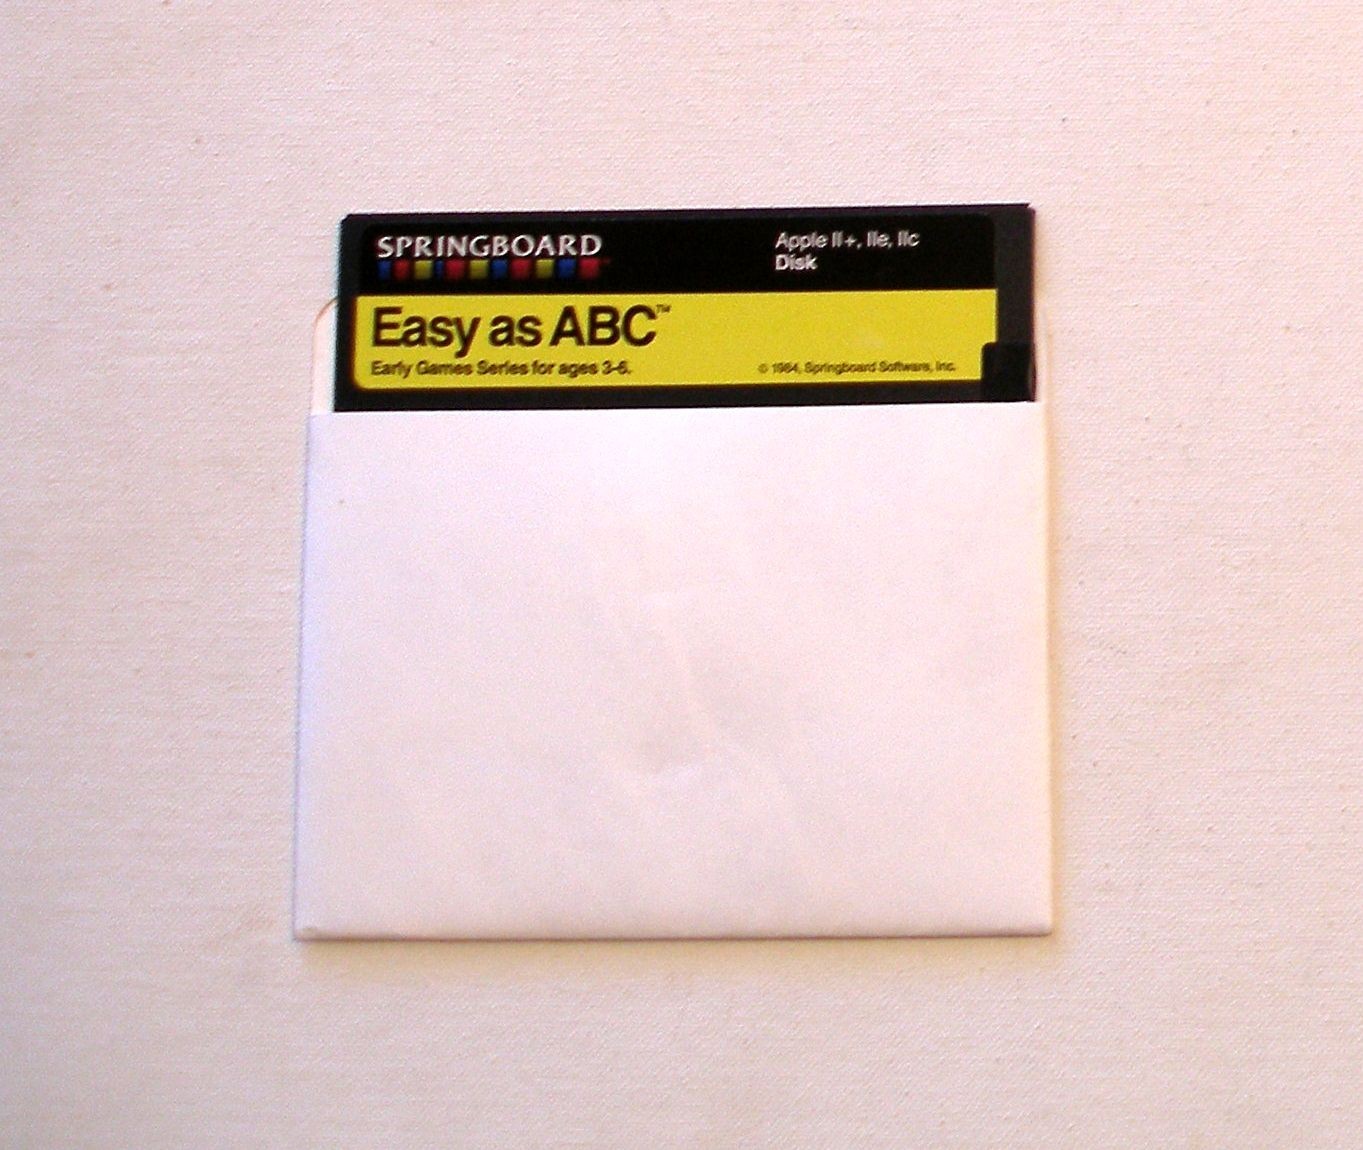 SPRINGBOARD™
Apple II+, IIe, IIc
Disk
Easy as ABC™
Early Games Series for ages 3-6.
© 1984, Springboard Software, Inc.